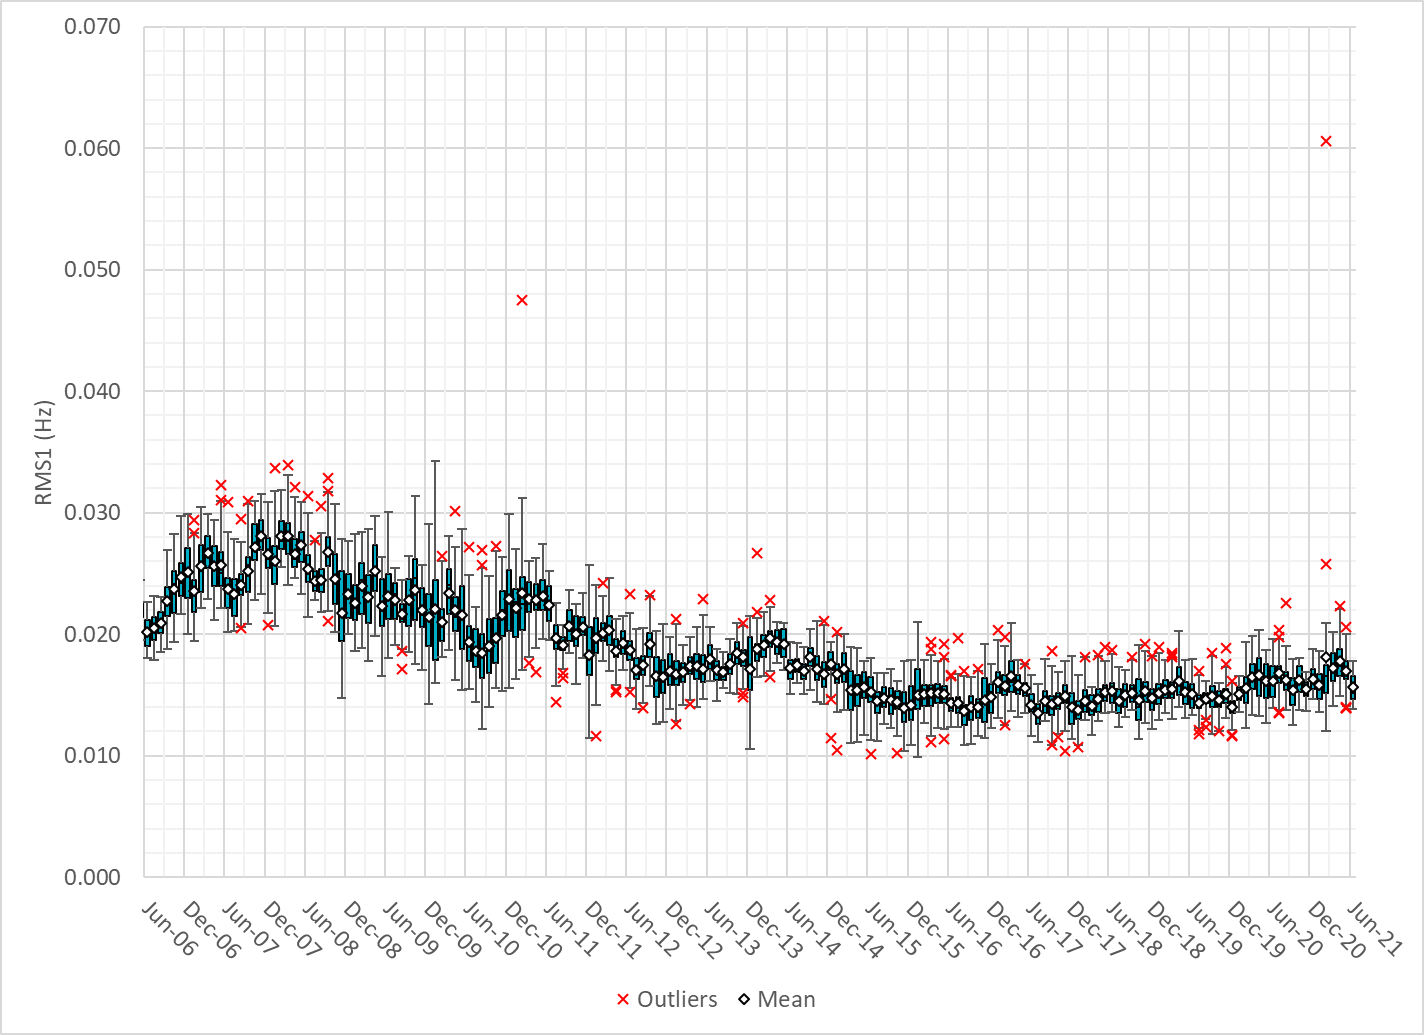 0.070
0.060
0.050
0.040
0.030
0.020
0.010
0.000
RMS1 (Hz)
Jun-06
Dec-06
Jun-07
Dec-07
Jun-08
Dec-08
Jun-09
Dec-09
Jun-10
Dec-10
Jun-11
Dec-11
Jun-12
Dec-12
Jun-13
Dec-13
Jun-14
Dec-14
Jun-15
Dec-15
Jun-16
Dec-16
Jun-17
Dec-17
Jun-18
Dec-18
Jun-19
Dec-19
Jun-20
Dec-20
Jun-21
Outliers Mean